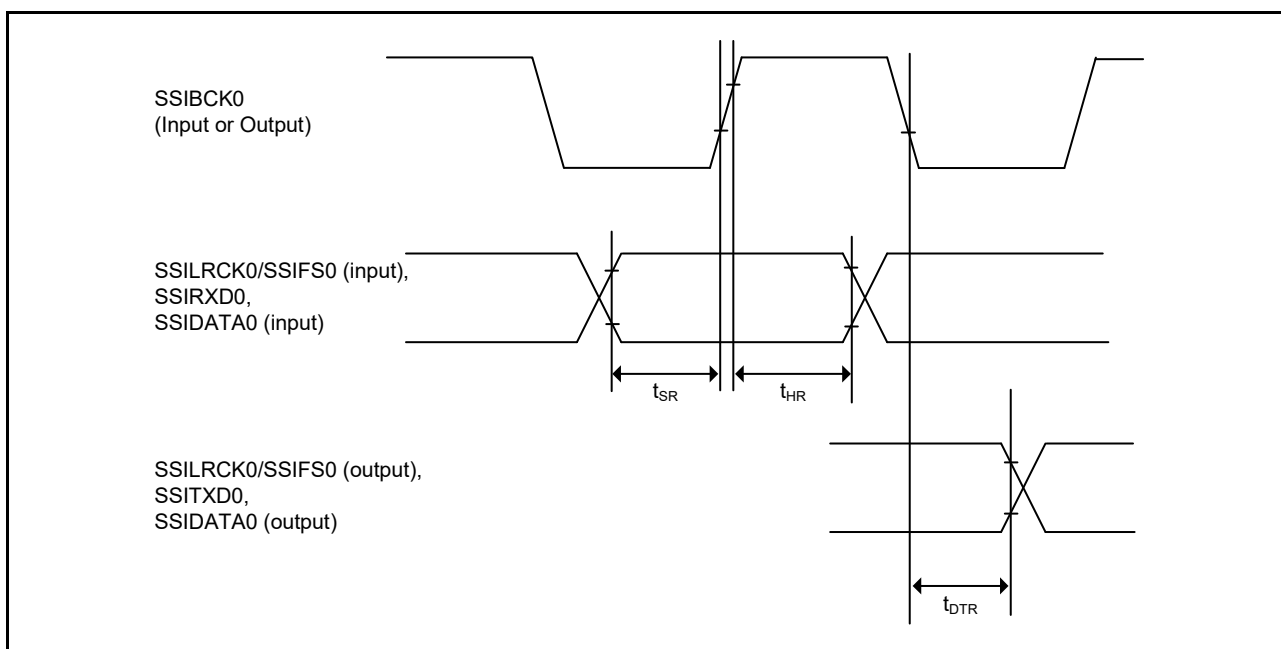 SSIBCK0
(Input or Output)
SSILRCK0/SSIFS0 (input),
SSIRXD0,
SSIDATA0 (input)
tSR
tHR
SSILRCK0/SSIFS0 (output),
SSITXD0,
SSIDATA0 (output)
tDTR